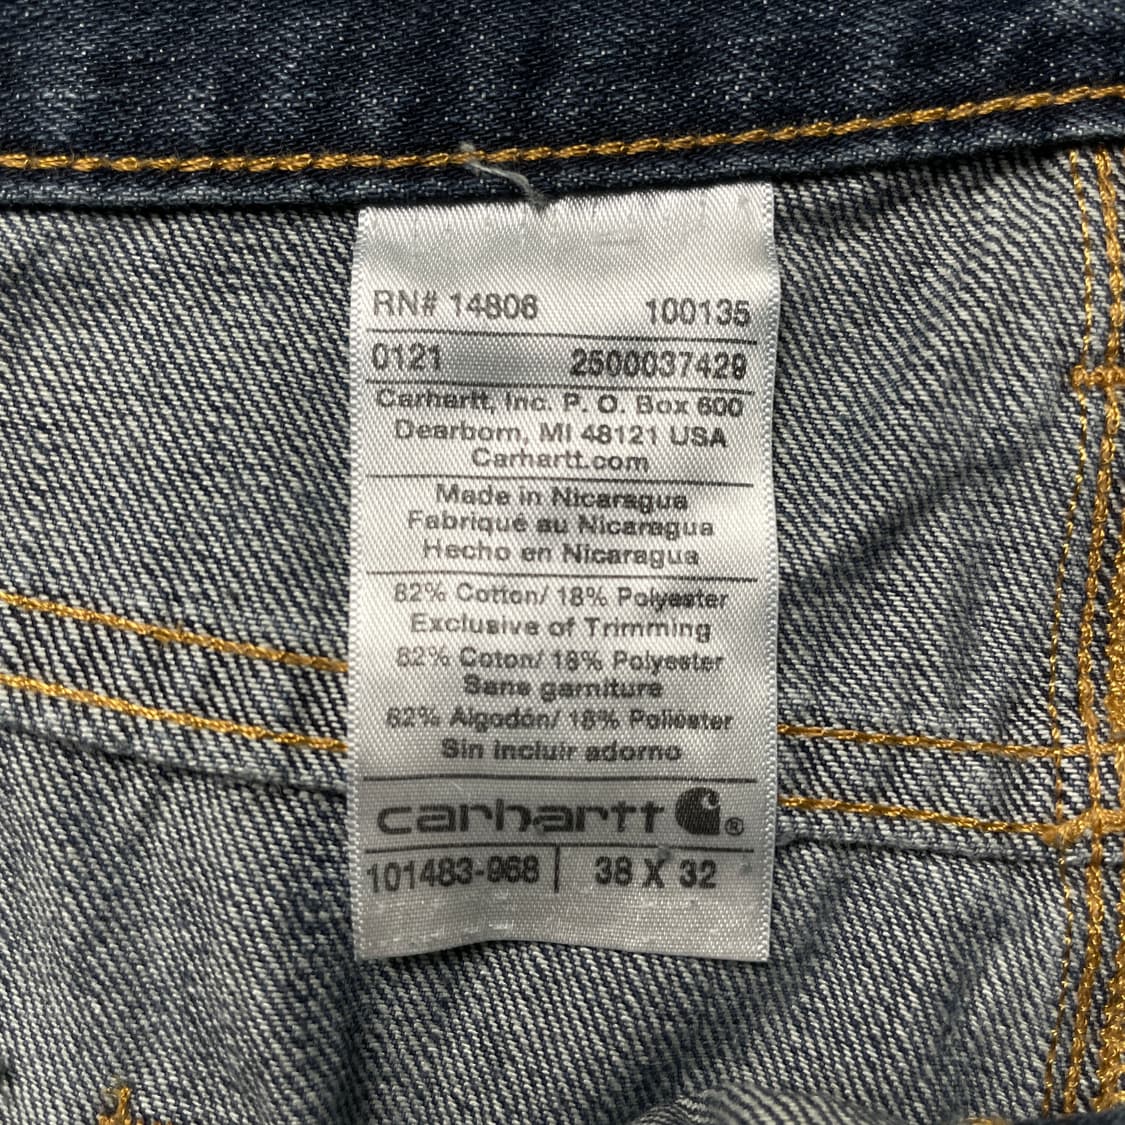 RN# 14806 100135
0121 2500037429
Carhartt, Inc. P. O. Box 600
Dearborn, MI 48121 USA
Carhartt.com
Made in Nicaragua
Fabriqué au Nicaragua
Hecho en Nicaragua
82% Cotton/ 18% Polyester
Exclusive of Trimming
82% Coton/ 18% Polyester
Sans garniture
82% Algodón/ 18% Poliéster
Sin incluir adorno
carhartt ®
101483-968 | 38 X 32